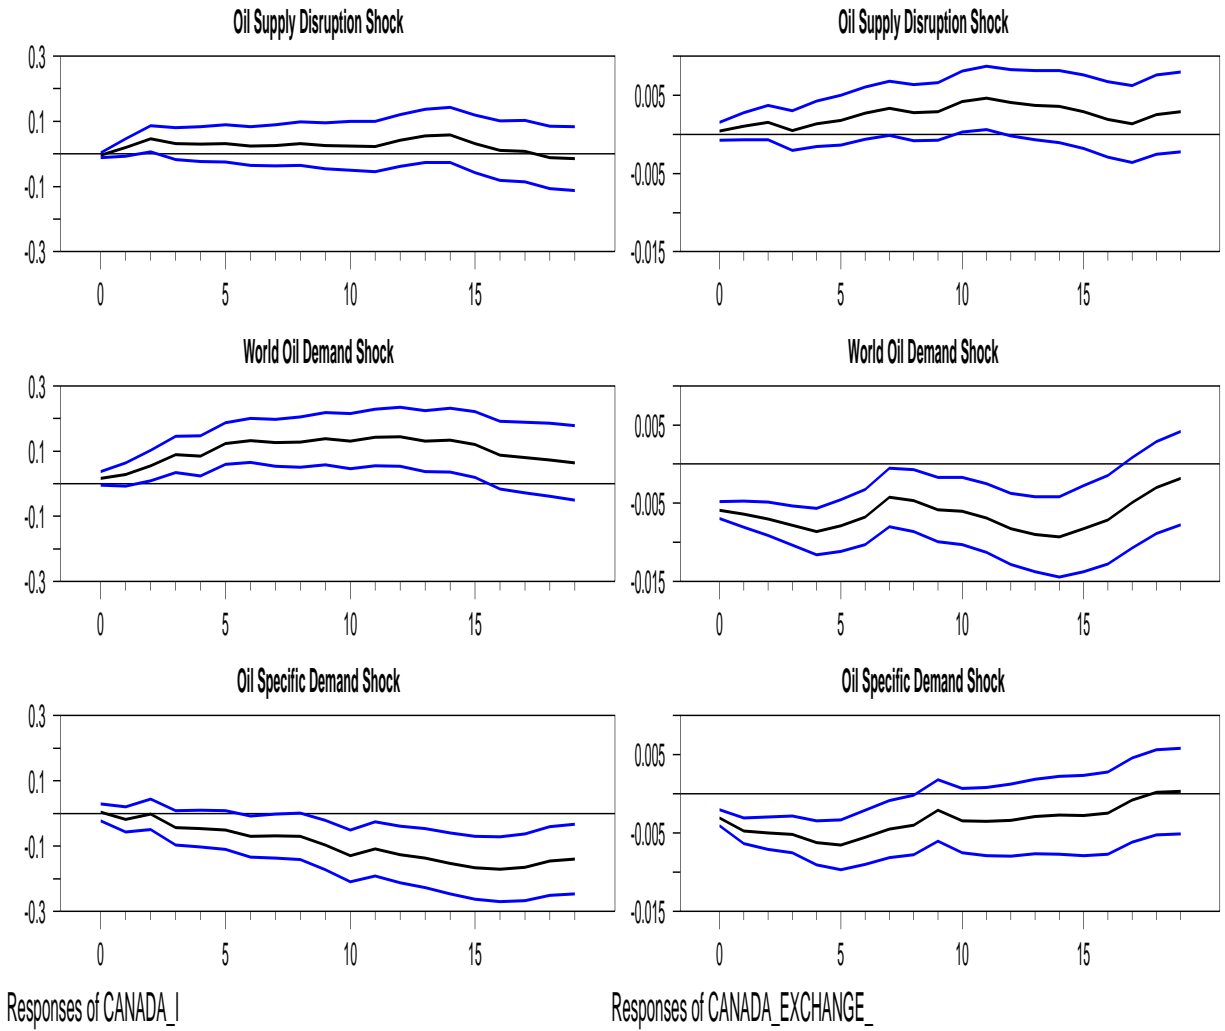 Oil Supply Disruption Shock
0.3
0.1
-0.1
-0.3
0 5 10 15
World Oil Demand Shock
0.3
0.1
-0.1
-0.3
0 5 10 15
Oil Specific Demand Shock
0.3
0.1
-0.1
-0.3
0 5 10 15
Responses of CANADA_I
Oil Supply Disruption Shock
0.005
-0.005
-0.015
0 5 10 15
World Oil Demand Shock
0.005
-0.005
-0.015
0 5 10 15
Oil Specific Demand Shock
0.005
-0.005
-0.015
0 5 10 15
Responses of CANADA_EXCHANGE_